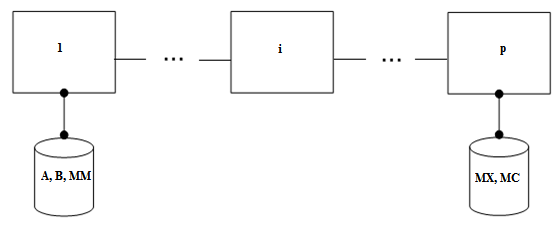 1 ... i ... p
A, B, MM MX, MC